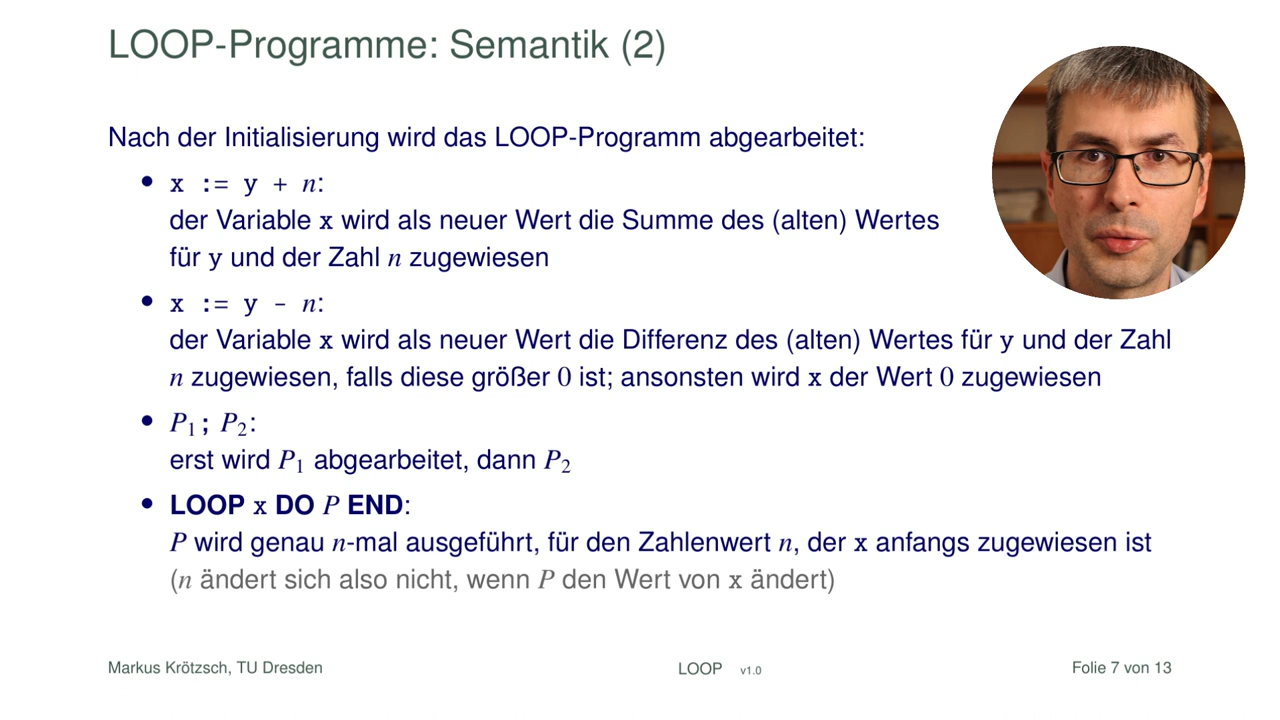 LOOP-Programme: Semantik (2)
Nach der Initialisierung wird das LOOP-Programm abgearbeitet:
• x := y + n:
der Variable x wird als neuer Wert die Summe des (alten) Wertes
für y und der Zahl n zugewiesen
• x := y - n:
der Variable x wird als neuer Wert die Differenz des (alten) Wertes für y und der Zahl
n zugewiesen, falls diese größer 0 ist; ansonsten wird x der Wert 0 zugewiesen
• P₁; P₂:
erst wird P₁ abgearbeitet, dann P₂
• LOOP x DO P END:
P wird genau n-mal ausgeführt, für den Zahlenwert n, der x anfangs zugewiesen ist
(n ändert sich also nicht, wenn P den Wert von x ändert)
Markus Krötzsch, TU Dresden LOOP v1.0 Folie 7 von 13